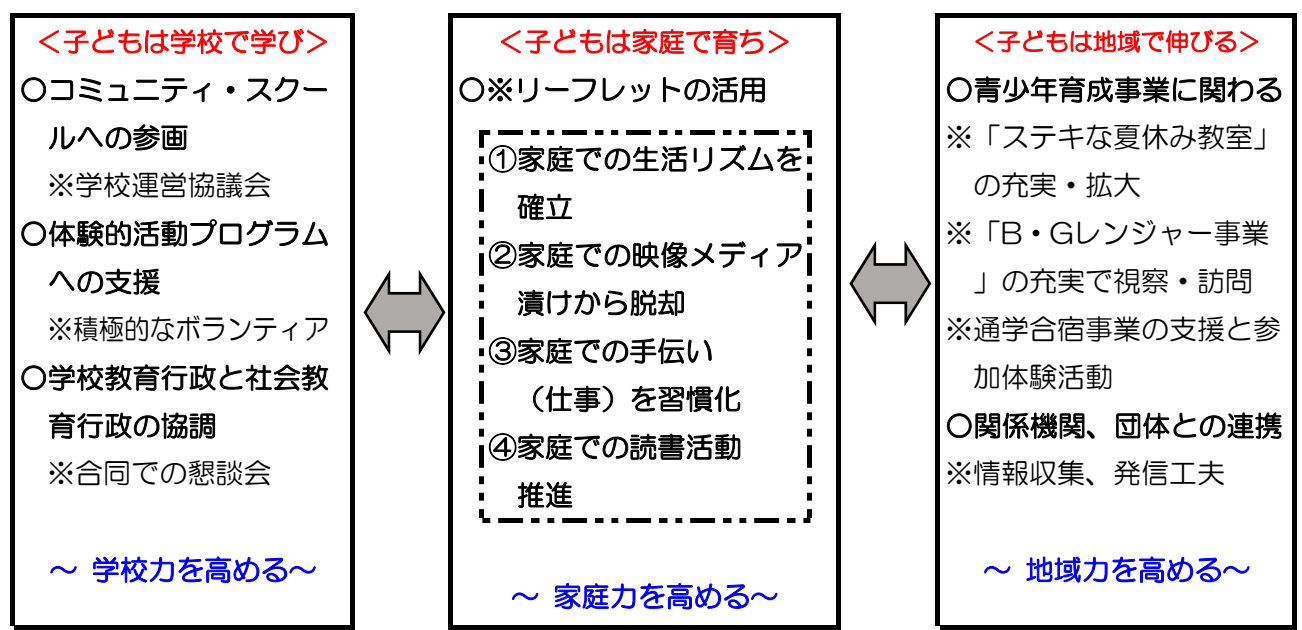 <子どもは学校で学び>
○コミュニティ・スクー
ルへの参画
※学校運営協議会
○体験的活動プログラム
への支援
※積極的なボランティア
○学校教育行政と社会教
育行政の協調
※合同での懇談会
～ 学校力を高める～
<子どもは家庭で育ち>
○※リーフレットの活用
①家庭での生活リズムを
確立
②家庭での映像メディア
漬けから脱却
③家庭での手伝い
（仕事）を習慣化
④家庭での読書活動
推進
～ 家庭力を高める～
<子どもは地域で伸びる>
○青少年育成事業に関わる
※「ステキな夏休み教室」
の充実・拡大
※「B・Gレンジャー事業
」の充実で視察・訪問
※通学合宿事業の支援と参
加体験活動
○関係機関、団体との連携
※情報収集、発信工夫
～ 地域力を高める～